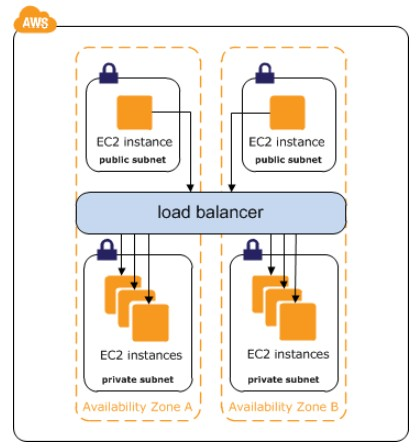 AWS
EC2 instance
public subnet
EC2 instance
public subnet
load balancer
EC2 instances
private subnet
EC2 instances
private subnet
Availability Zone A
Availability Zone B